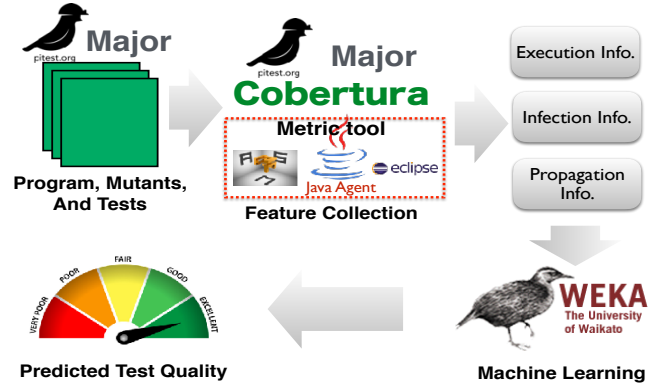 Major
pitest.org
Program, Mutants,
And Tests
Major
pitest.org
Cobertura
Metric tool
ASM
Java Agent
eclipse
Feature Collection
Execution Info.
Infection Info.
Propagation
Info.
WEKA
The University
of Waikato
Machine Learning
VERY POOR
POOR
FAIR
GOOD
EXCELLENT
Predicted Test Quality